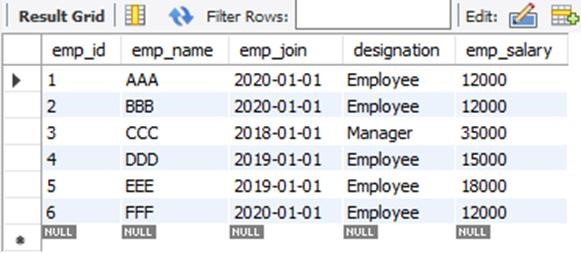 Result Grid Filter Rows: Edit:
emp_id emp_name emp_join designation emp_salary
1 AAA 2020-01-01 Employee 12000
2 BBB 2020-01-01 Employee 12000
3 CCC 2018-01-01 Manager 35000
4 DDD 2019-01-01 Employee 15000
5 EEE 2019-01-01 Employee 18000
6 FFF 2020-01-01 Employee 12000
NULL NULL NULL NULL NULL